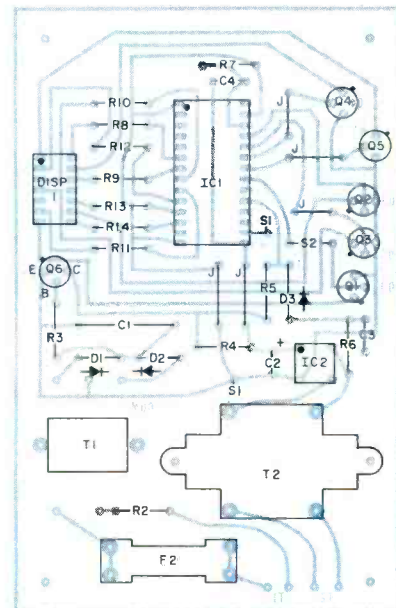 R7
C4
R10
R8
R12
R9
R13
R14
R11
DISP
1
IC1
J
J
J
Q4
Q5
Q2
Q3
Q1
S1
S2
E
Q6
C
B
J
J
R5
D3
R3
C1
D1
D2
R4
+
C2
IC2
R6
C3
S1
T1
T2
R2
F2